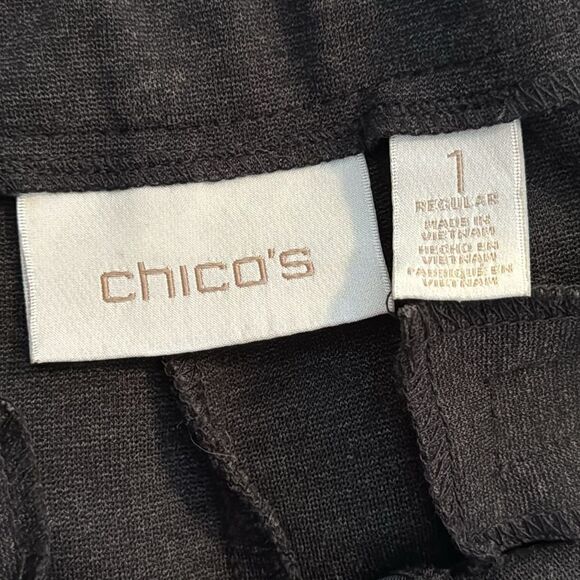 chico's
1
REGULAR
MADE IN
VIETNAM
HECHO EN
VIETNAM
FABRIQUÉ EN
VIETNAM